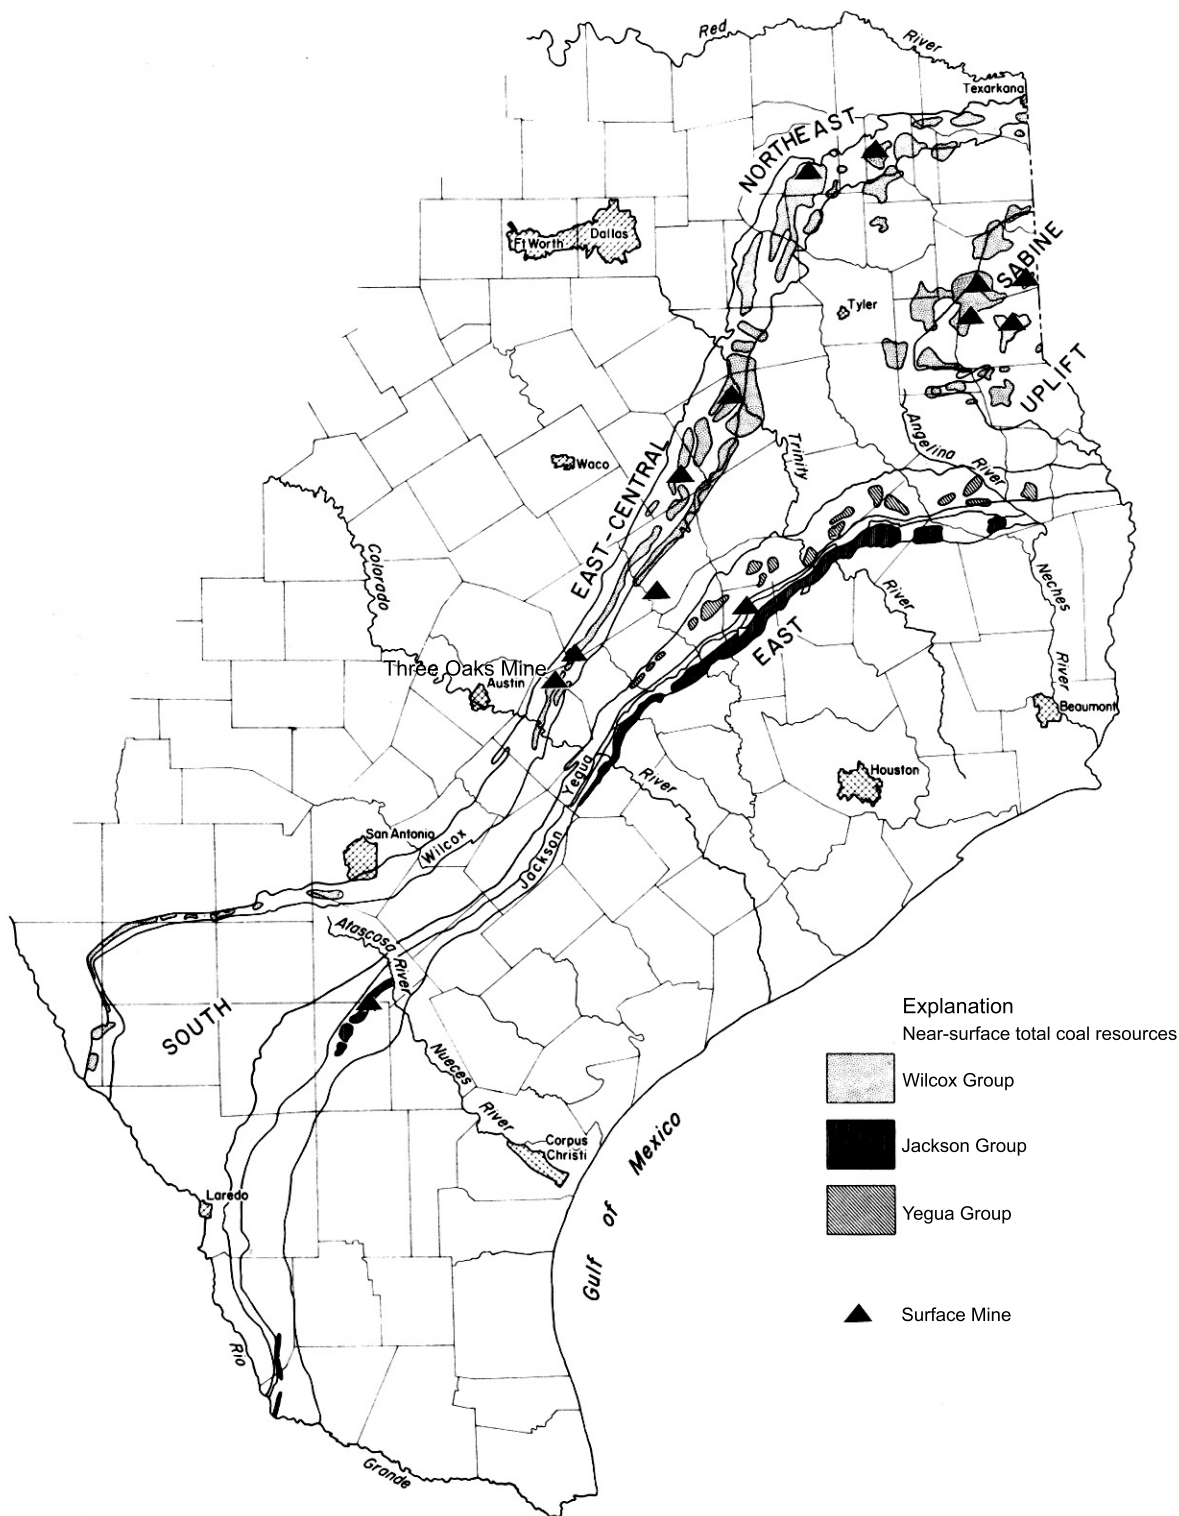 Red
River
Texarkana
NORTHEAST
Ft Worth
Dallas
SABINE
Tyler
UPLIFT
Angelina
River
Trinity
Waco
EAST-CENTRAL
Colorado
Neches
River
River
EAST
Three Oaks Mine
Austin
Beaumont
Yegua
River
Houston
San Antonio
Wilcox
Jackson
Atascosa
River
SOUTH
Explanation
Near-surface total coal resources
Wilcox Group
Jackson Group
Yegua Group
Surface Mine
Nueces
River
Corpus
Christi
Gulf of Mexico
Laredo
Rio
Grande